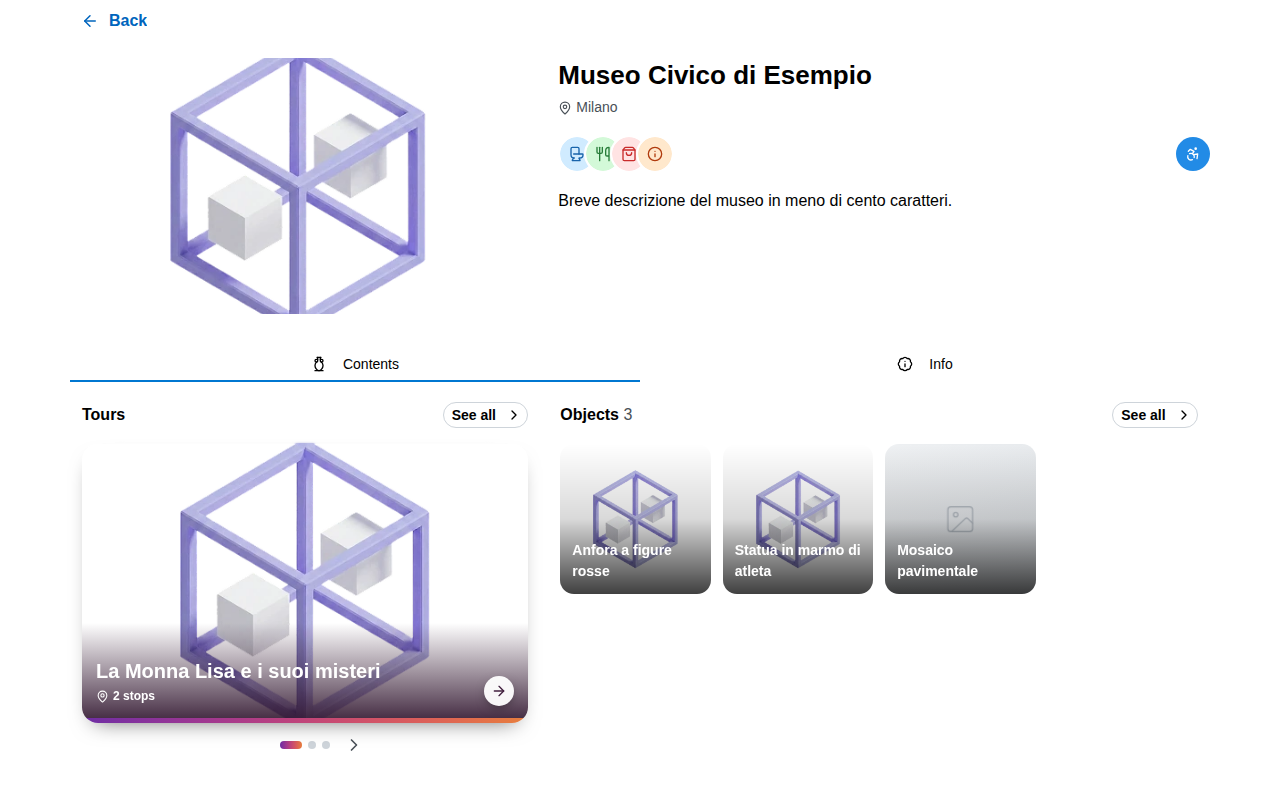 Back
Museo Civico di Esempio
Milano
Breve descrizione del museo in meno di cento caratteri.
Contents
Info
Tours
See all
Objects 3
See all
La Monna Lisa e i suoi misteri
2 stops
Anfora a figure
rosse
Statua in marmo di
atleta
Mosaico
pavimentale